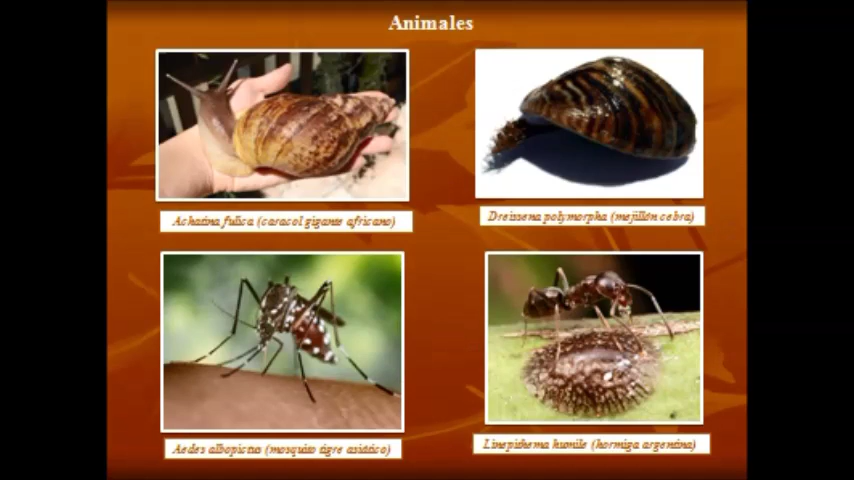 Animales
Achatina fulica (caracol gigante africano)
Dreissena polymorpha (mejillón cebra)
Aedes albopictus (mosquito tigre asiático)
Linepithema humile (hormiga argentina)